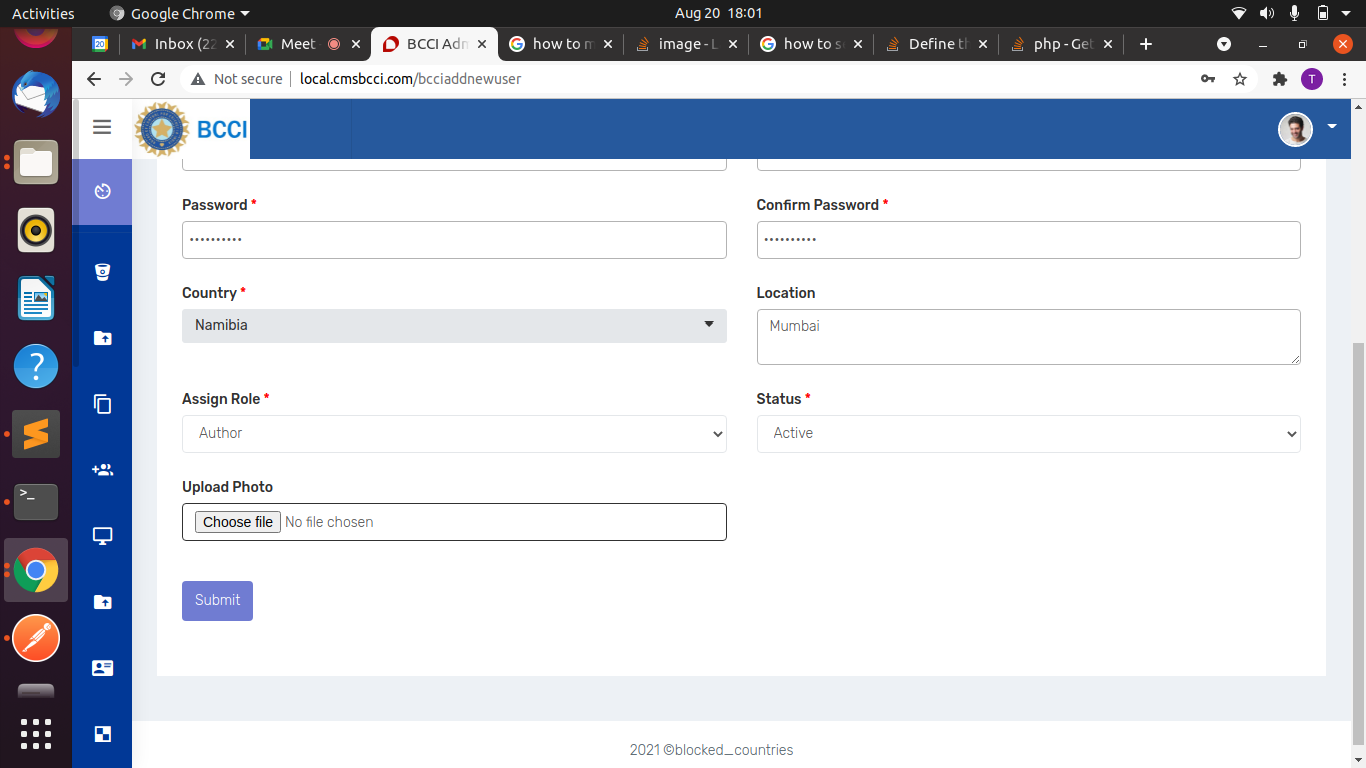 Activities Google Chrome Aug 20 18:01
Inbox (22 Meet BCCI Adm how to m image - L how to se Define th php - Get
Not secure local.cmsbcci.com/bcciaddnewuser T
BCCI
Password * Confirm Password *
•••••••••• ••••••••••
Country * Location
Namibia Mumbai
Assign Role * Status *
Author Active
Upload Photo
Choose file No file chosen
Submit
2021 ©blocked_countries